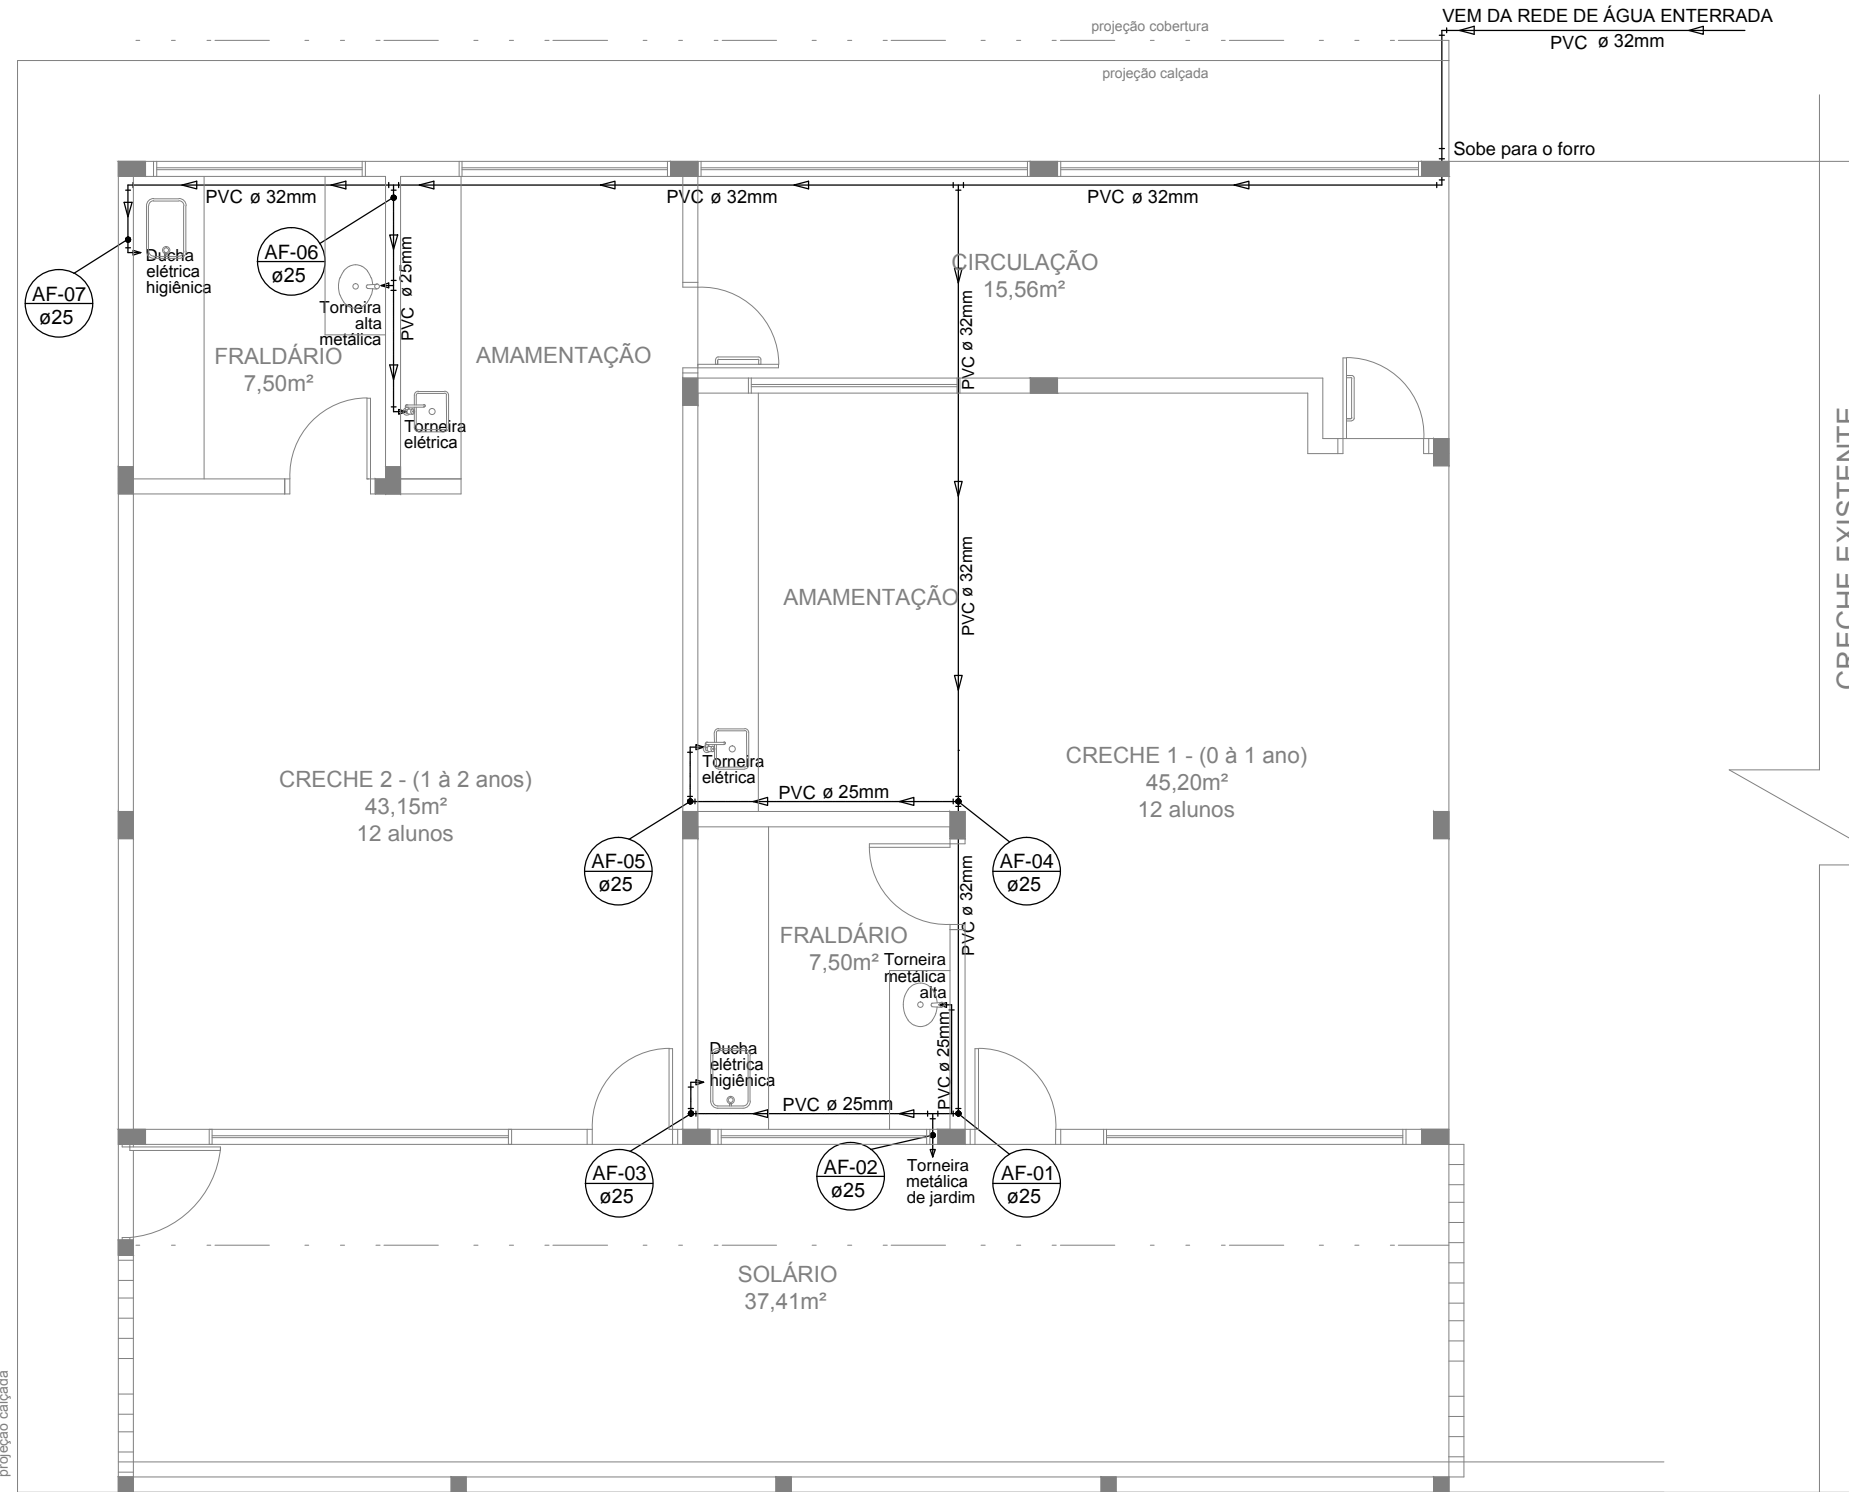 VEM DA REDE DE ÁGUA ENTERRADA
PVC ø 32mm
projeção cobertura
projeção calçada
Sobe para o forro
PVC ø 32mm
PVC ø 32mm
PVC ø 32mm
Ducha
elétrica
higiênica
AF-06
ø25
AF-07
ø25
PVC ø 25mm
Torneira
alta
metálica
FRALDÁRIO
7,50m²
AMAMENTAÇÃO
CIRCULAÇÃO
15,56m²
PVC ø 32mm
Torneira
elétrica
CRECHE EXISTENTE
PVC ø 32mm
AMAMENTAÇÃO
Torneira
elétrica
PVC ø 25mm
CRECHE 2 - (1 à 2 anos)
43,15m²
12 alunos
CRECHE 1 - (0 à 1 ano)
45,20m²
12 alunos
AF-05
ø25
AF-04
ø25
PVC ø 32mm
FRALDÁRIO
7,50m²
Torneira
metálica
alta
PVC ø 25mm
Ducha
elétrica
higiênica
PVC ø 25mm
AF-03
ø25
AF-02
ø25
Torneira
metálica
de jardim
AF-01
ø25
SOLÁRIO
37,41m²
projeção calçada